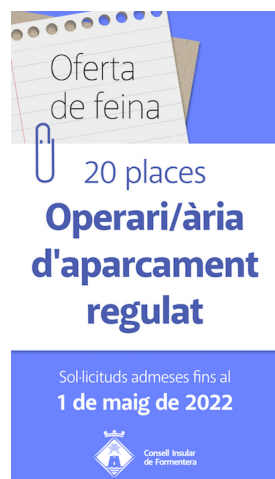 Oferta
de feina
20 places
Operari/ària
d'aparcament
regulat
Sol·licituds admeses fins al
1 de maig de 2022
Consell Insular
de Formentera